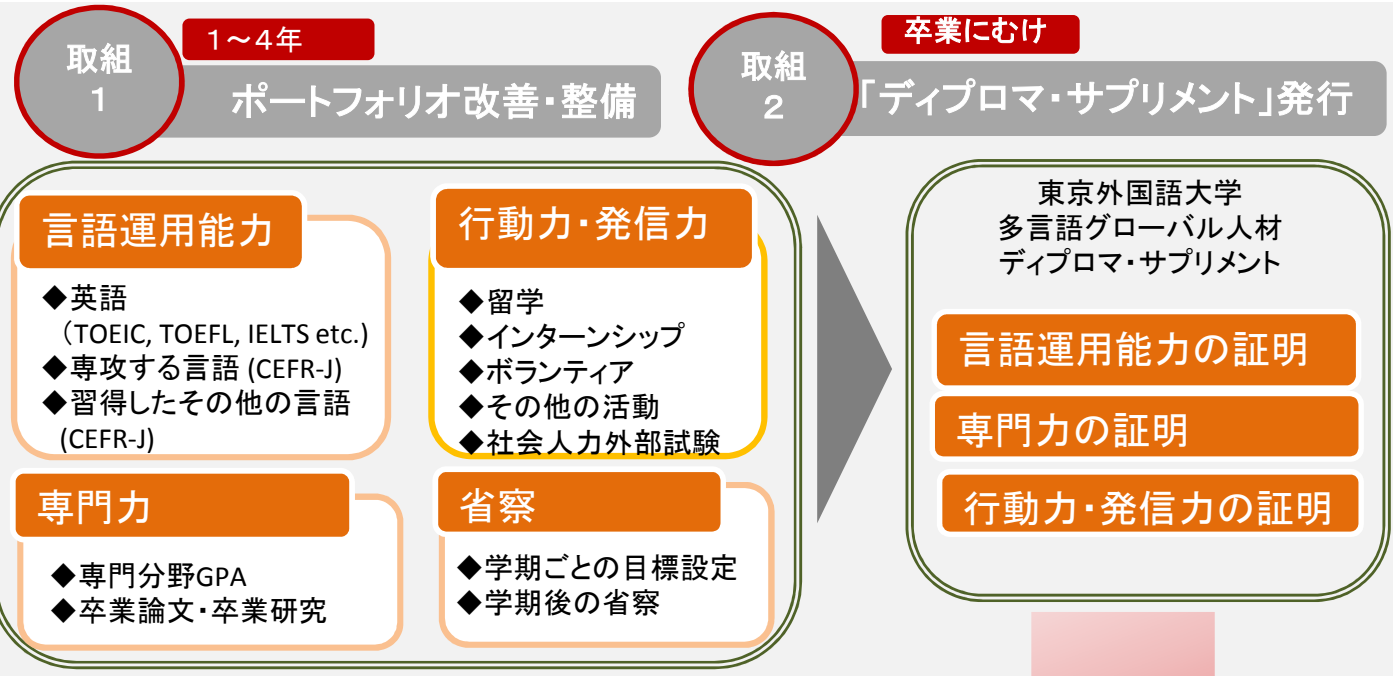 取組
1
1～4年
ポートフォリオ改善・整備
言語運用能力
◆英語
（TOEIC, TOEFL, IELTS etc.)
◆専攻する言語 (CEFR-J)
◆習得したその他の言語
(CEFR-J)
行動力・発信力
◆留学
◆インターンシップ
◆ボランティア
◆その他の活動
◆社会人力外部試験
専門力
◆専門分野GPA
◆卒業論文・卒業研究
省察
◆学期ごとの目標設定
◆学期後の省察
取組
2
卒業にむけ
「ディプロマ・サプリメント」発行
東京外国語大学
多言語グローバル人材
ディプロマ・サプリメント
言語運用能力の証明
専門力の証明
行動力・発信力の証明